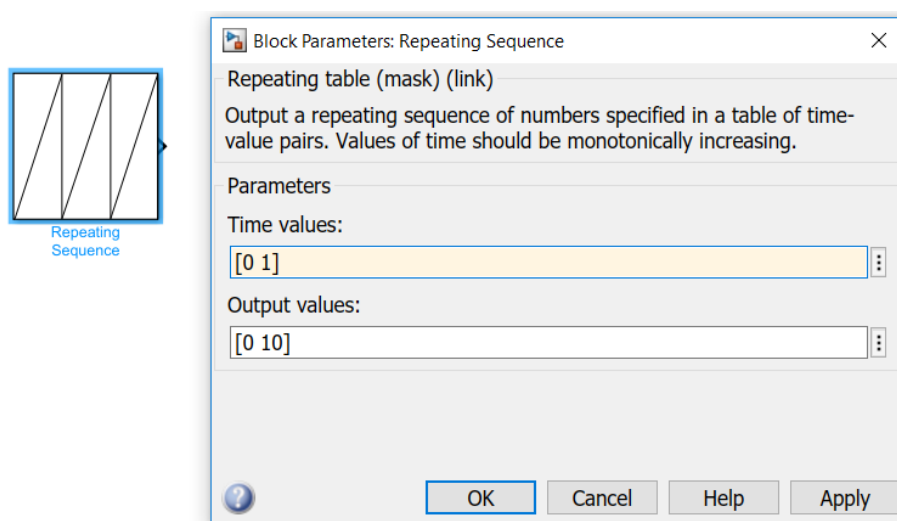 Block Parameters: Repeating Sequence
Repeating table (mask) (link)
Output a repeating sequence of numbers specified in a table of time-
value pairs. Values of time should be monotonically increasing.
Parameters
Time values:
[0 1]
Output values:
[0 10]
OK Cancel Help Apply
Repeating
Sequence